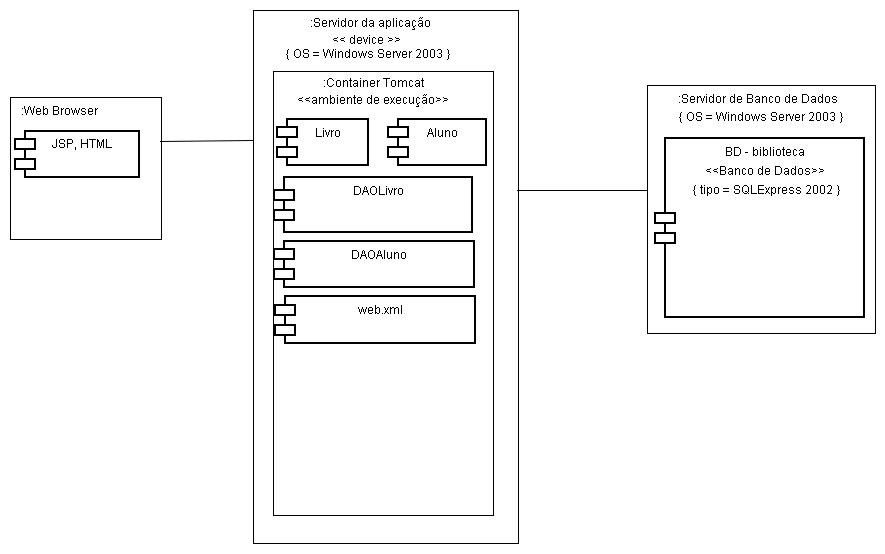 :Web Browser
JSP, HTML
:Servidor da aplicação
<< device >>
{ OS = Windows Server 2003 }
:Container Tomcat
<<ambiente de execução>>
Livro
Aluno
DAOLivro
DAOAluno
web.xml
:Servidor de Banco de Dados
{ OS = Windows Server 2003 }
BD - biblioteca
<<Banco de Dados>>
{ tipo = SQLExpress 2002 }